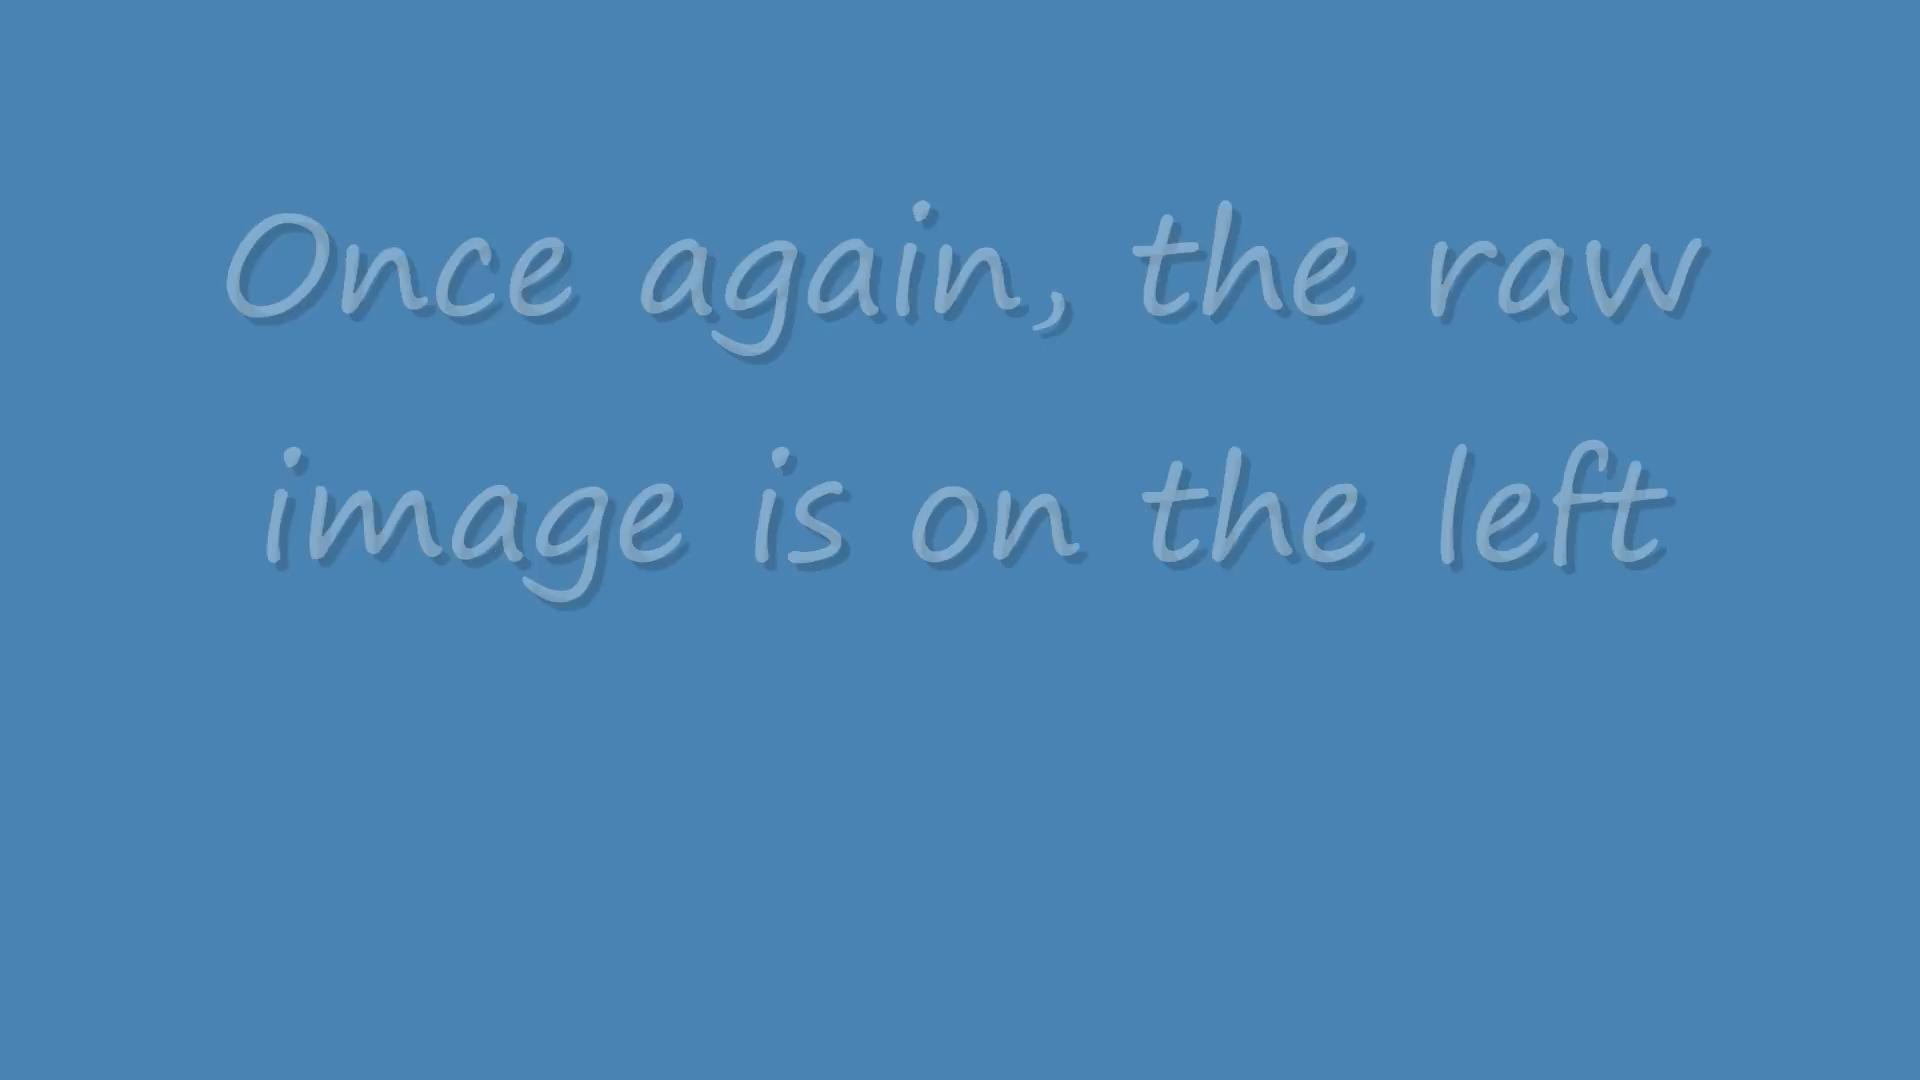 Once again, the raw
image is on the left